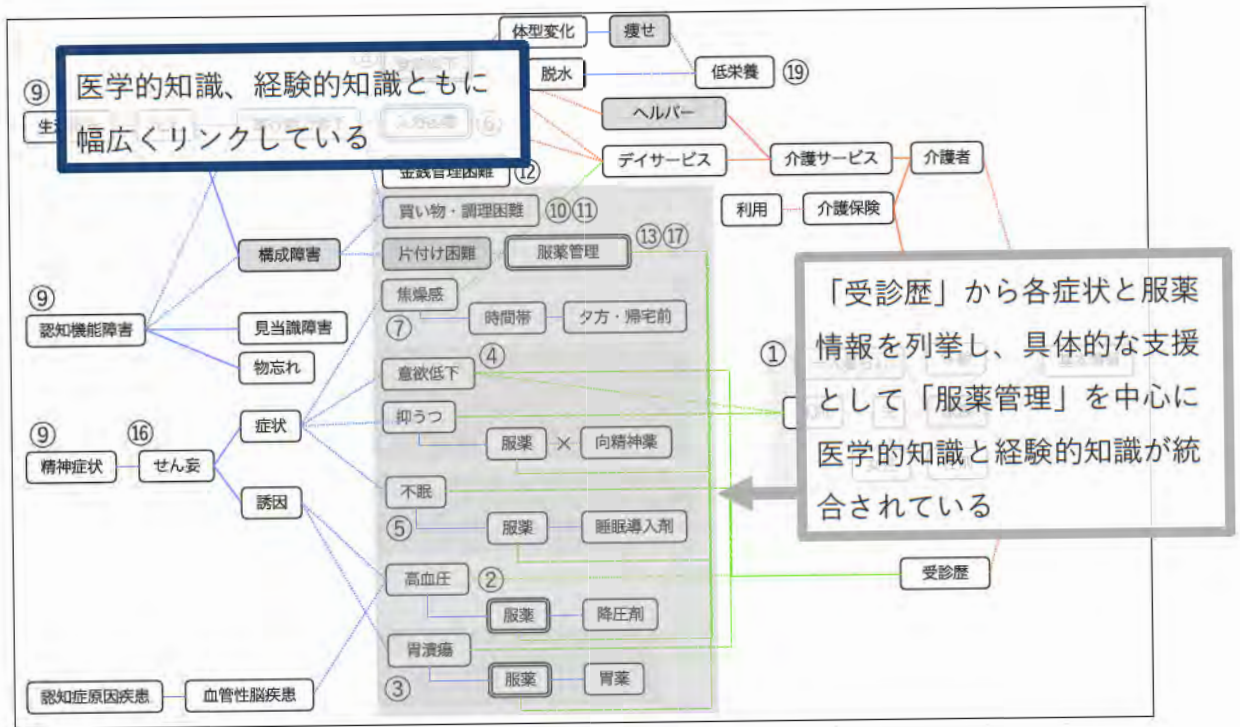 体型変化
痩せ
脱水
低栄養
⑲
⑨
医学的知識、経験的知識ともに
幅広くリンクしている
ヘルパー
デイサービス
介護サービス
介護者
金銭管理困難
⑫
買い物・調理困難
⑩⑪
利用
介護保険
構成障害
片付け困難
服薬管理
⑬⑰
「受診歴」から各症状と服薬
情報を列挙し、具体的な支援
として「服薬管理」を中心に
医学的知識と経験的知識が統
合されている
焦燥感
⑦
時間帯
夕方・帰宅前
⑨
認知機能障害
見当識障害
物忘れ
意欲低下
④
①
症状
抑うつ
服薬
×
向精神薬
⑨
精神症状
⑯
せん妄
誘因
不眠
⑤
服薬
睡眠導入剤
高血圧
②
服薬
降圧剤
受診歴
胃潰瘍
③
服薬
胃薬
認知症原因疾患
血管性脳疾患